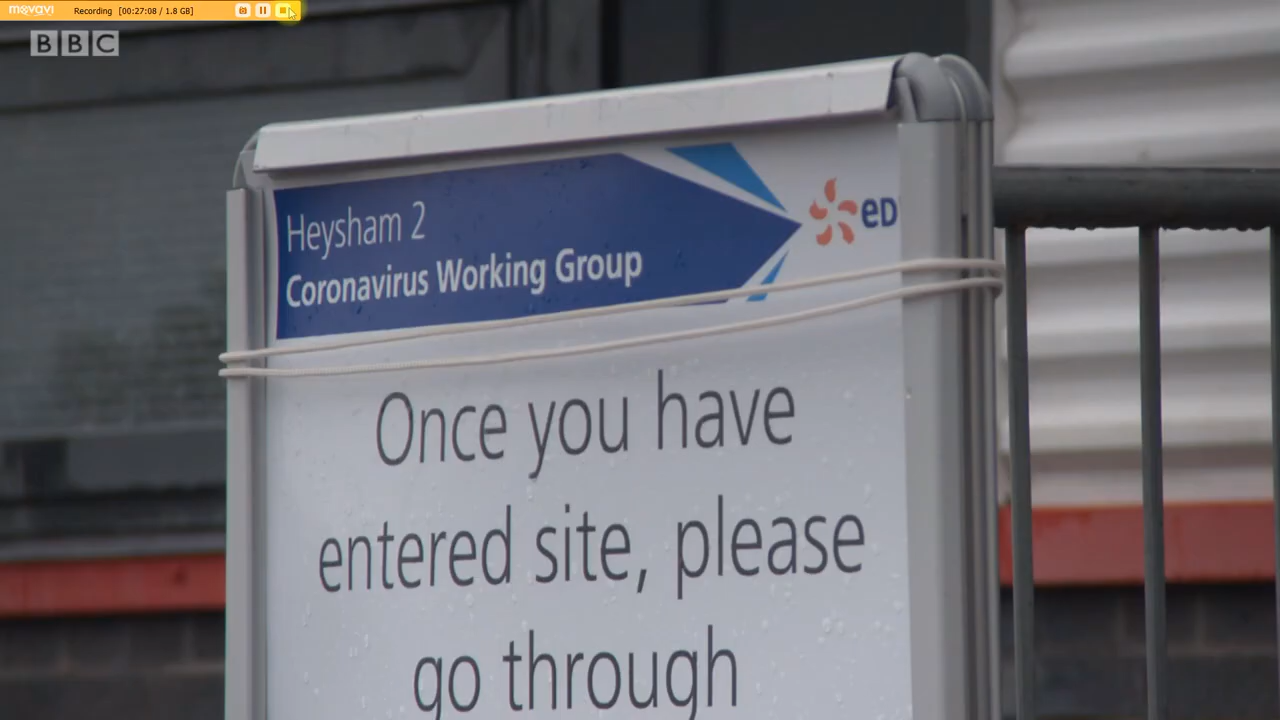 movavi
Recording [00:27:08 / 1.8 GB]
BBC
Heysham 2
Coronavirus Working Group
ED
Once you have
entered site, please
go through